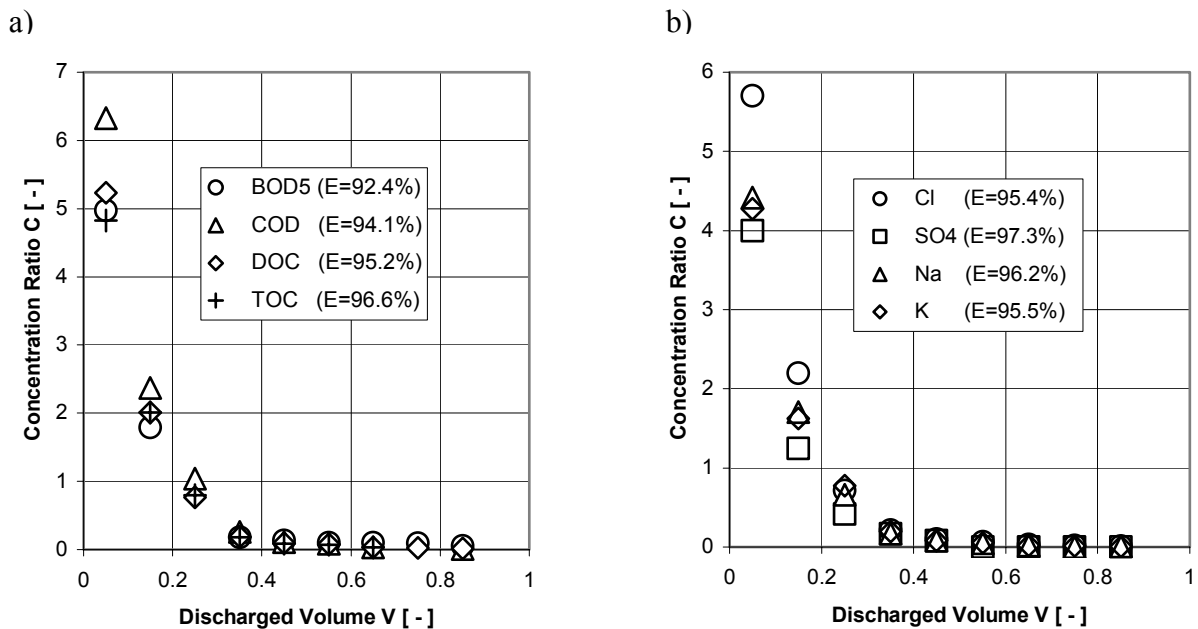 a)
Concentration Ratio C [ - ]
7
6
5
4
3
2
1
0
BOD5 (E=92.4%)
COD (E=94.1%)
DOC (E=95.2%)
TOC (E=96.6%)
0 0.2 0.4 0.6 0.8 1
Discharged Volume V [ - ]
b)
Concentration Ratio C [ - ]
6
5
4
3
2
1
0
Cl (E=95.4%)
SO4 (E=97.3%)
Na (E=96.2%)
K (E=95.5%)
0 0.2 0.4 0.6 0.8 1
Discharged Volume V [ - ]